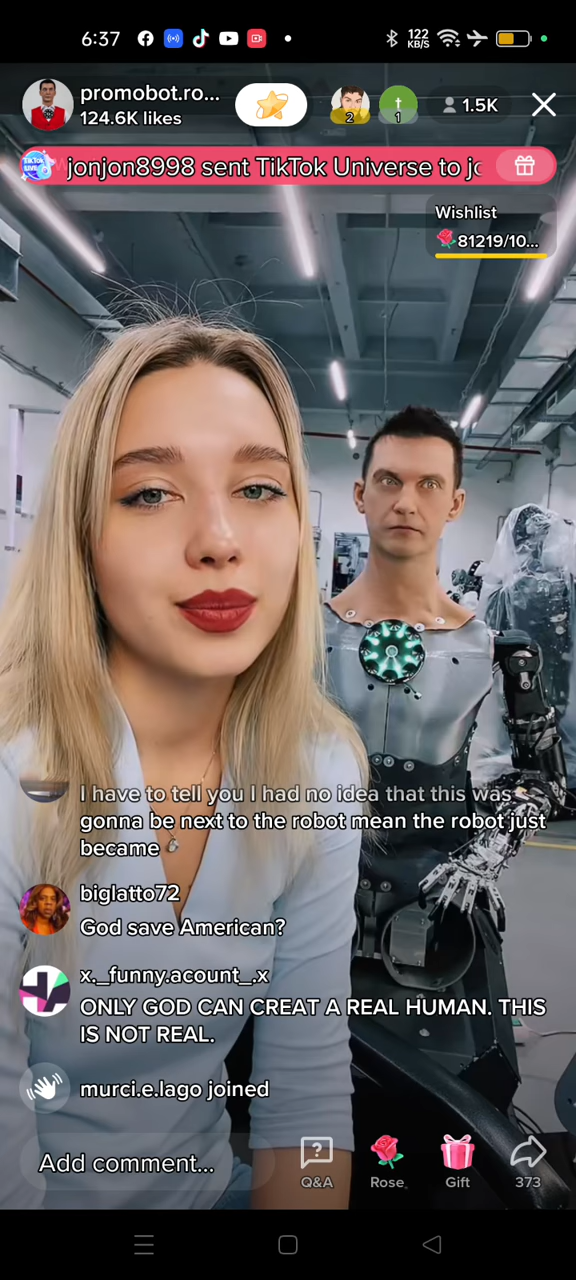 6:37
122
KB/S
promobot.ro...
124.6K likes
2
1
1.5K
jonjon8998 sent TikTok Universe to jo
Wishlist
81219/10...
I have to tell you I had no idea that this was
gonna be next to the robot mean the robot just
became
biglatto72
God save American?
x._funny.acount_.x
ONLY GOD CAN CREAT A REAL HUMAN. THIS
IS NOT REAL.
murci.e.lago joined
Add comment...
Q&A
Rose
Gift
373